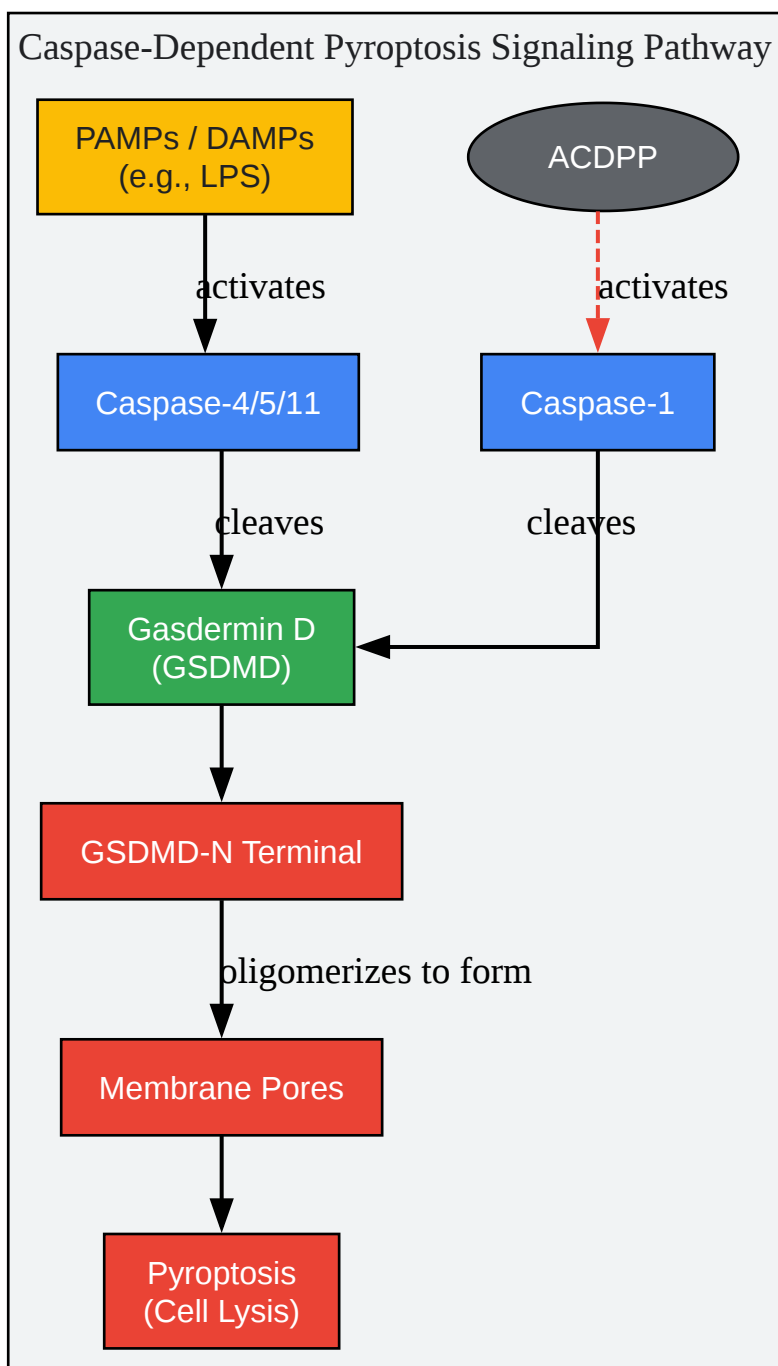 Caspase-Dependent Pyroptosis Signaling Pathway
PAMPs / DAMPs
(e.g., LPS)
ACDPP
activates
activates
Caspase-4/5/11
Caspase-1
cleaves
cleaves
Gasdermin D
(GSDMD)
GSDMD-N Terminal
oligomerizes to form
Membrane Pores
Pyroptosis
(Cell Lysis)